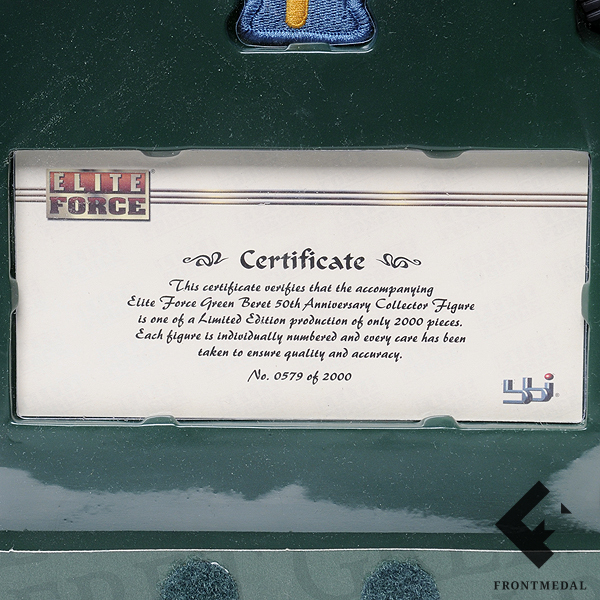 ELITE
FORCE
Certificate
This certificate verifies that the accompanying
Elite Force Green Beret 50th Anniversary Collector Figure
is one of a Limited Edition production of only 2000 pieces.
Each figure is individually numbered and every care has been
taken to ensure quality and accuracy.
No. 0579 of 2000
bbi
FRONTMEDAL